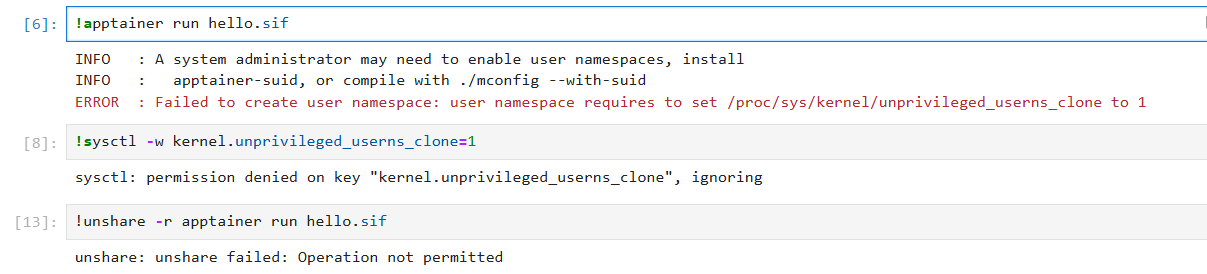 [6]: !apptainer run hello.sif
INFO   : A system administrator may need to enable user namespaces, install
INFO   :   apptainer-suid, or compile with ./mconfig --with-suid
ERROR  : Failed to create user namespace: user namespace requires to set /proc/sys/kernel/unprivileged_userns_clone to 1
[8]: !sysctl -w kernel.unprivileged_userns_clone=1
sysctl: permission denied on key "kernel.unprivileged_userns_clone", ignoring
[13]: !unshare -r apptainer run hello.sif
unshare: unshare failed: Operation not permitted